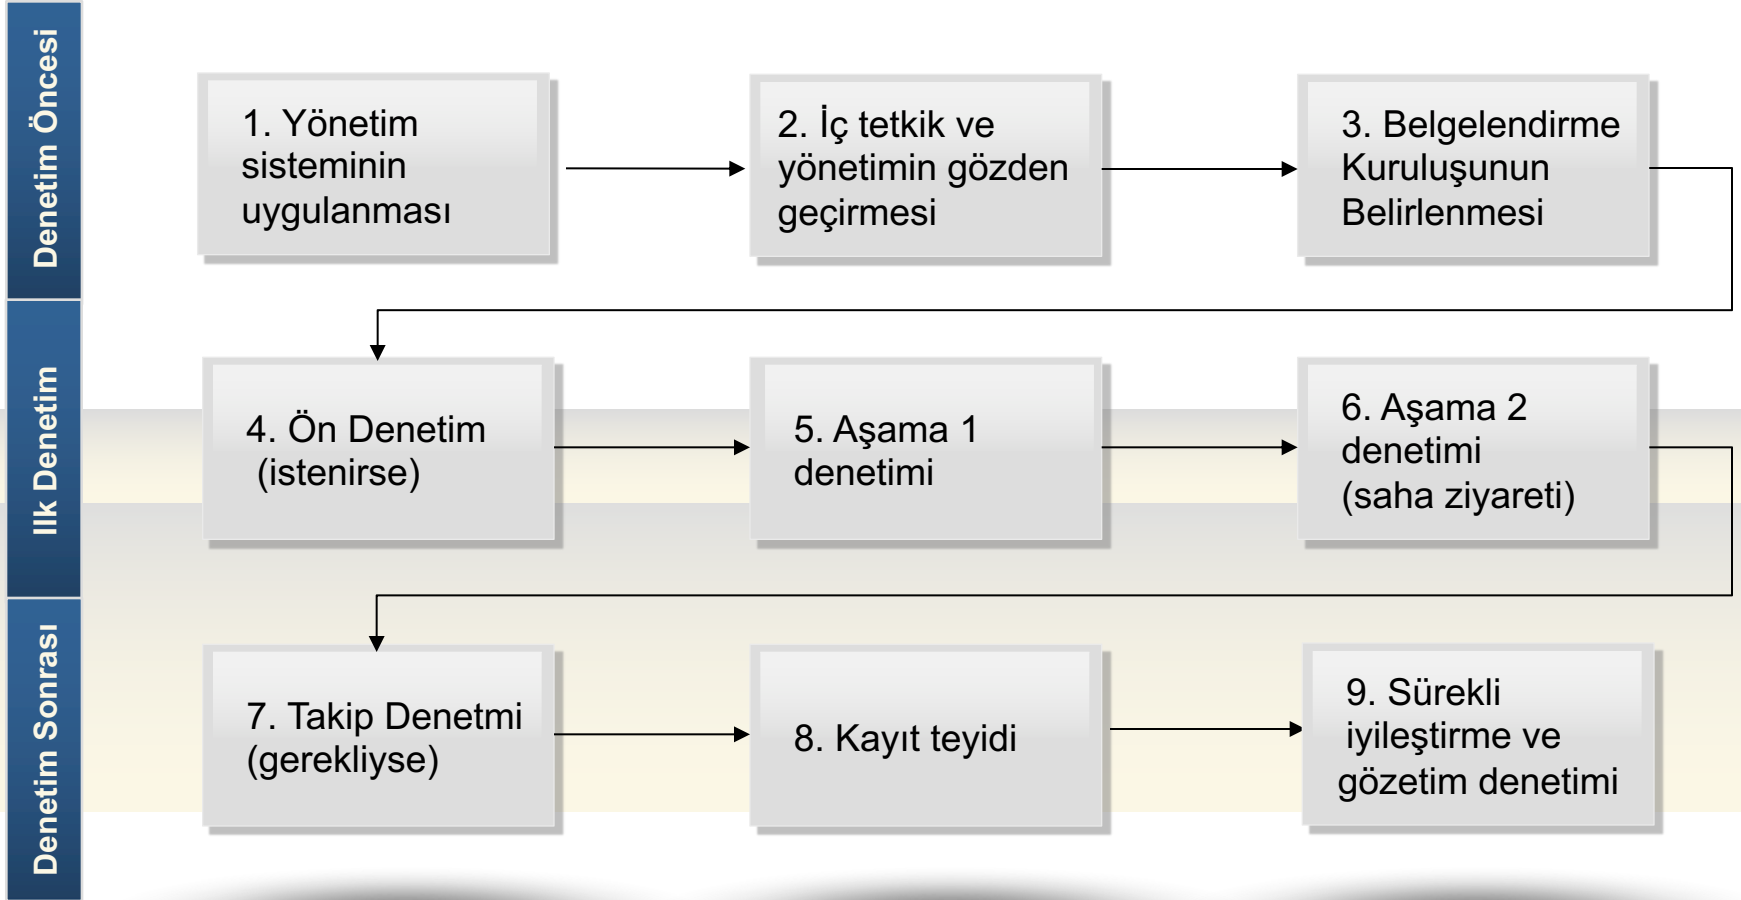 Denetim Öncesi
1. Yönetim
sisteminin
uygulanması
2. İç tetkik ve
yönetimin gözden
geçirmesi
3. Belgelendirme
Kuruluşunun
Belirlenmesi
Ilk Denetim
4. Ön Denetim
(istenirse)
5. Aşama 1
denetimi
6. Aşama 2
denetimi
(saha ziyareti)
Denetim Sonrası
7. Takip Denetmi
(gerekliyse)
8. Kayıt teyidi
9. Sürekli
iyileştirme ve
gözetim denetimi